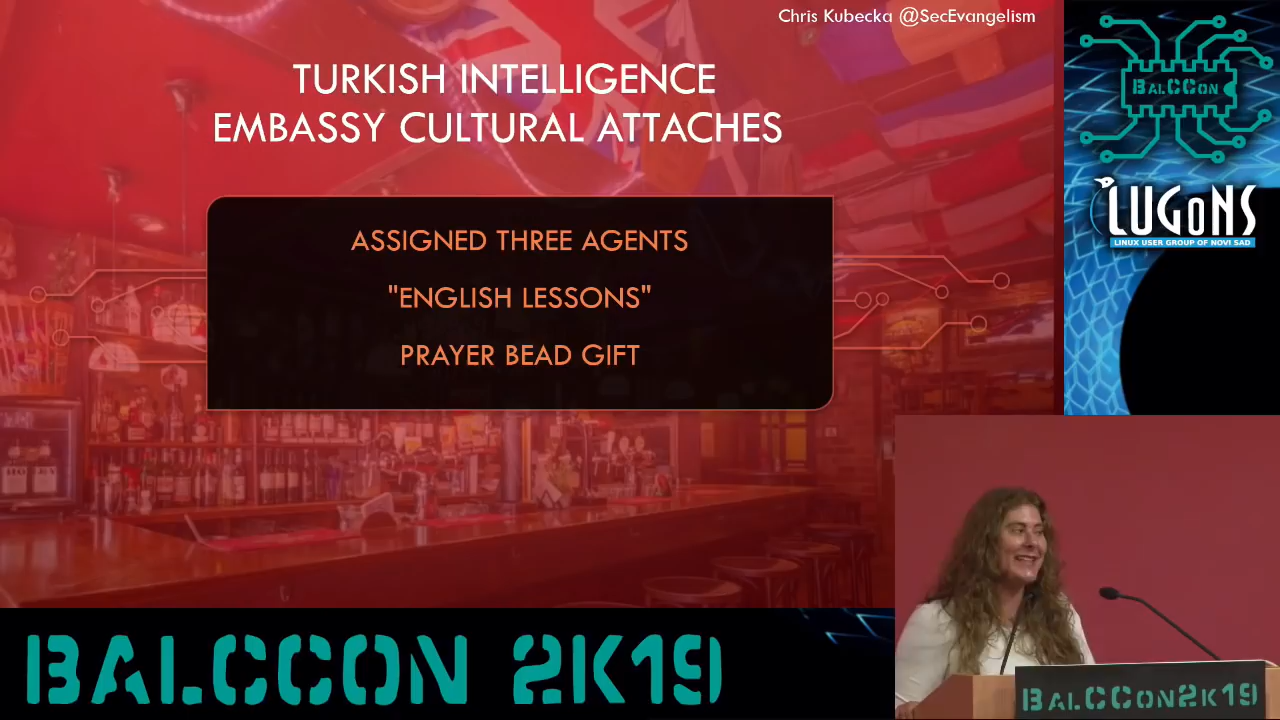 Chris Kubecka @SecEvangelism
TURKISH INTELLIGENCE
EMBASSY CULTURAL ATTACHES
ASSIGNED THREE AGENTS
"ENGLISH LESSONS"
PRAYER BEAD GIFT
BALCCON
LUGONS
LINUX USER GROUP OF NOVI SAD
BALCCON 2K19
BALCCON2K19